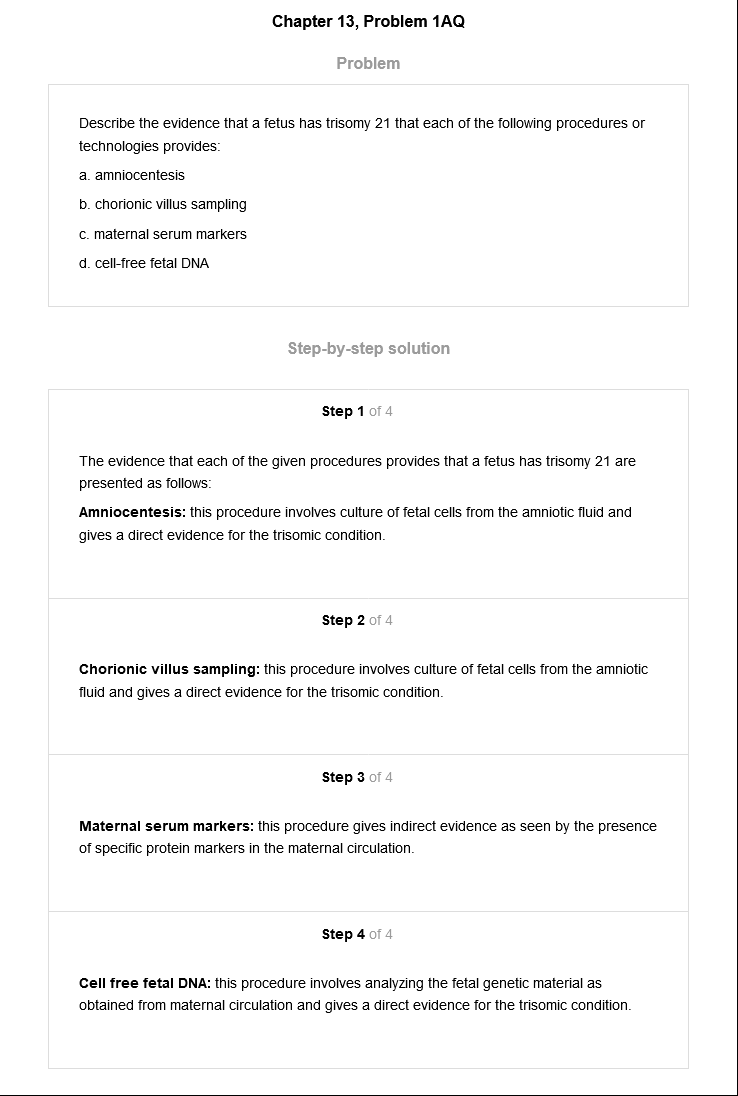 Chapter 13, Problem 1AQ
Problem
Describe the evidence that a fetus has trisomy 21 that each of the following procedures or
technologies provides:
a. amniocentesis
b. chorionic villus sampling
c. maternal serum markers
d. cell-free fetal DNA
Step-by-step solution
Step 1 of 4
The evidence that each of the given procedures provides that a fetus has trisomy 21 are
presented as follows:
Amniocentesis: this procedure involves culture of fetal cells from the amniotic fluid and
gives a direct evidence for the trisomic condition.
Step 2 of 4
Chorionic villus sampling: this procedure involves culture of fetal cells from the amniotic
fluid and gives a direct evidence for the trisomic condition.
Step 3 of 4
Maternal serum markers: this procedure gives indirect evidence as seen by the presence
of specific protein markers in the maternal circulation.
Step 4 of 4
Cell free fetal DNA: this procedure involves analyzing the fetal genetic material as
obtained from maternal circulation and gives a direct evidence for the trisomic condition.